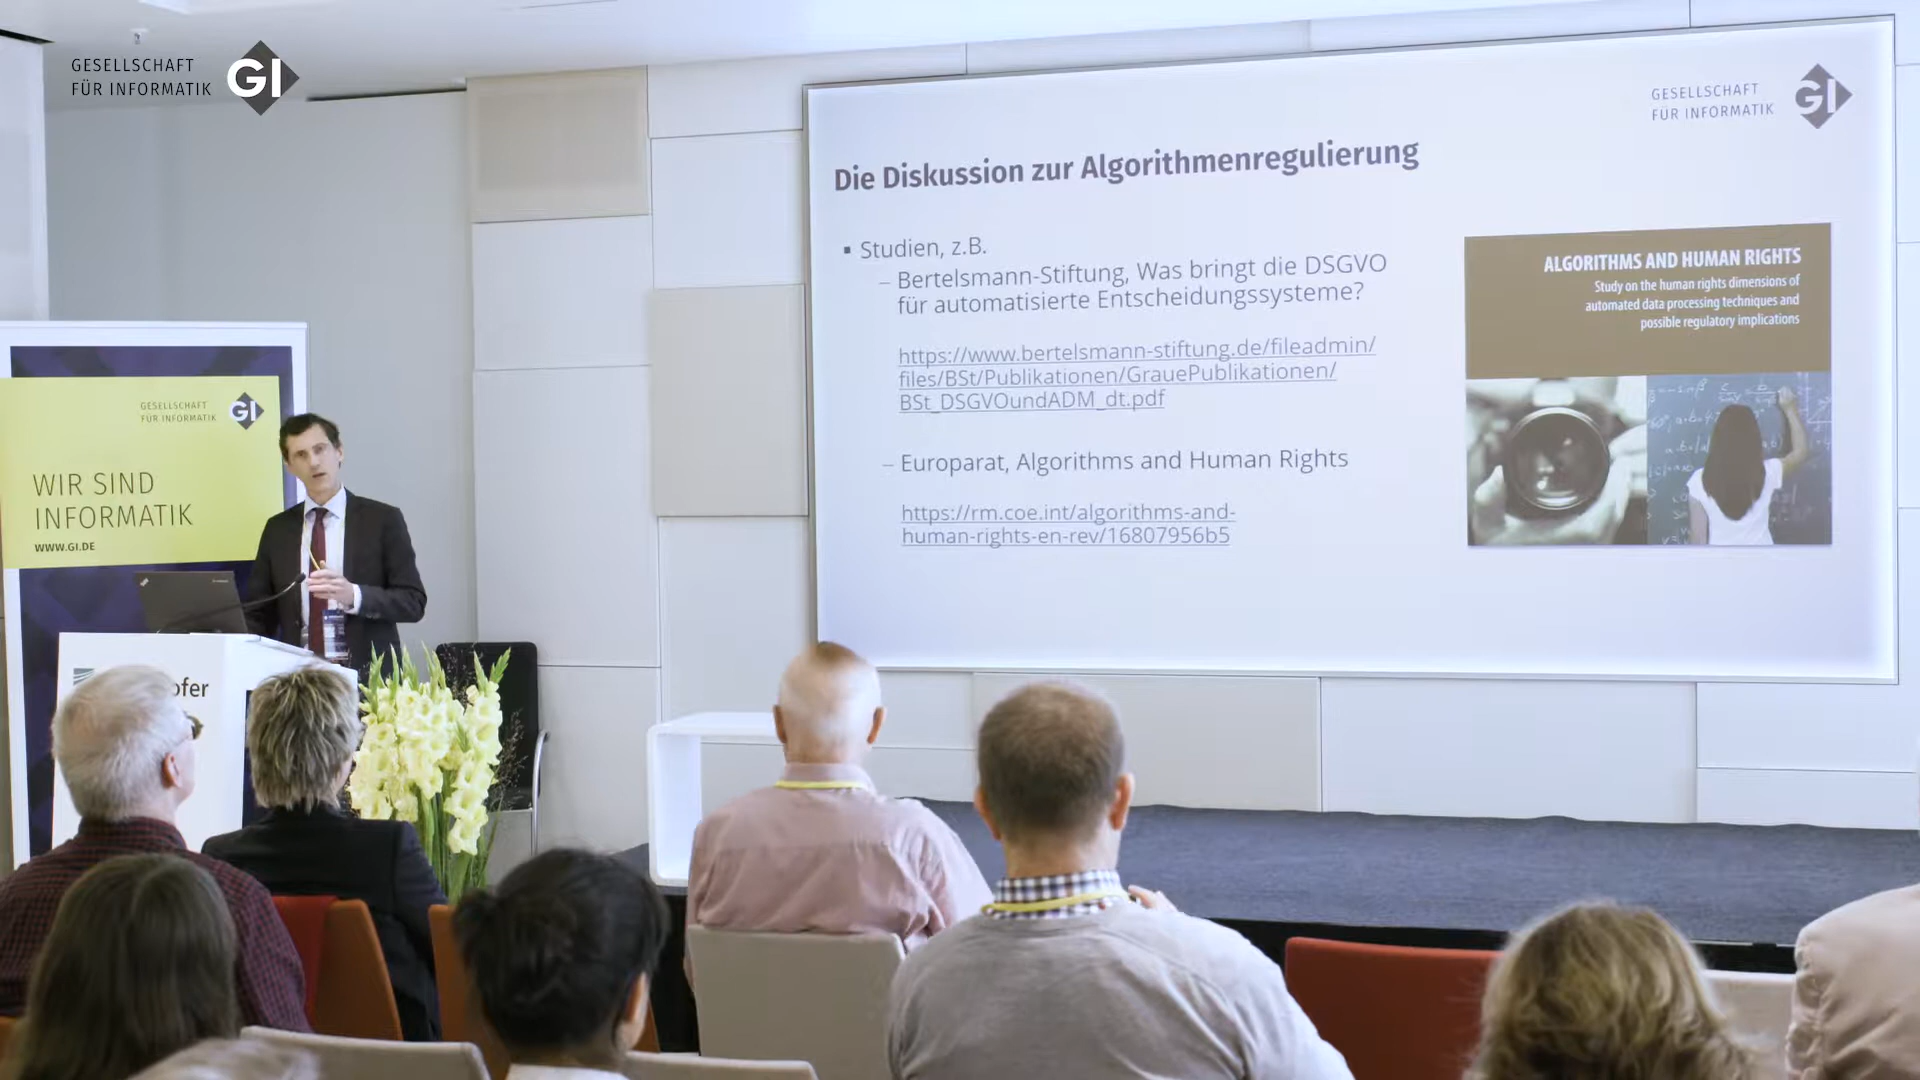 GESELLSCHAFT
FÜR INFORMATIK
GI
GESELLSCHAFT
FÜR INFORMATIK
GI
Die Diskussion zur Algorithmenregulierung
▪ Studien, z.B.
– Bertelsmann-Stiftung, Was bringt die DSGVO
für automatisierte Entscheidungssysteme?
https://www.bertelsmann-stiftung.de/fileadmin/
files/BSt/Publikationen/GrauePublikationen/
BSt_DSGVOundADM_dt.pdf
– Europarat, Algorithms and Human Rights
https://rm.coe.int/algorithms-and-
human-rights-en-rev/16807956b5
ALGORITHMS AND HUMAN RIGHTS
Study on the human rights dimensions of
automated data processing techniques and
possible regulatory implications
GESELLSCHAFT
FÜR INFORMATIK
GI
WIR SIND
INFORMATIK
WWW.GI.DE
ofer